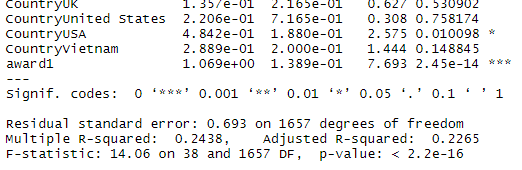 CountryUK 1.357e-01 2.165e-01 0.627 0.530902
CountryUnited States 2.206e-01 7.165e-01 0.308 0.758174
CountryUSA 4.842e-01 1.880e-01 2.575 0.010098 *
CountryVietnam 2.889e-01 2.000e-01 1.444 0.148845
award1 1.069e+00 1.389e-01 7.693 2.45e-14 ***
---
Signif. codes: 0 ‘***’ 0.001 ‘**’ 0.01 ‘*’ 0.05 ‘.’ 0.1 ‘ ’ 1
Residual standard error: 0.693 on 1657 degrees of freedom
Multiple R-squared: 0.2438, Adjusted R-squared: 0.2265
F-statistic: 14.06 on 38 and 1657 DF, p-value: < 2.2e-16